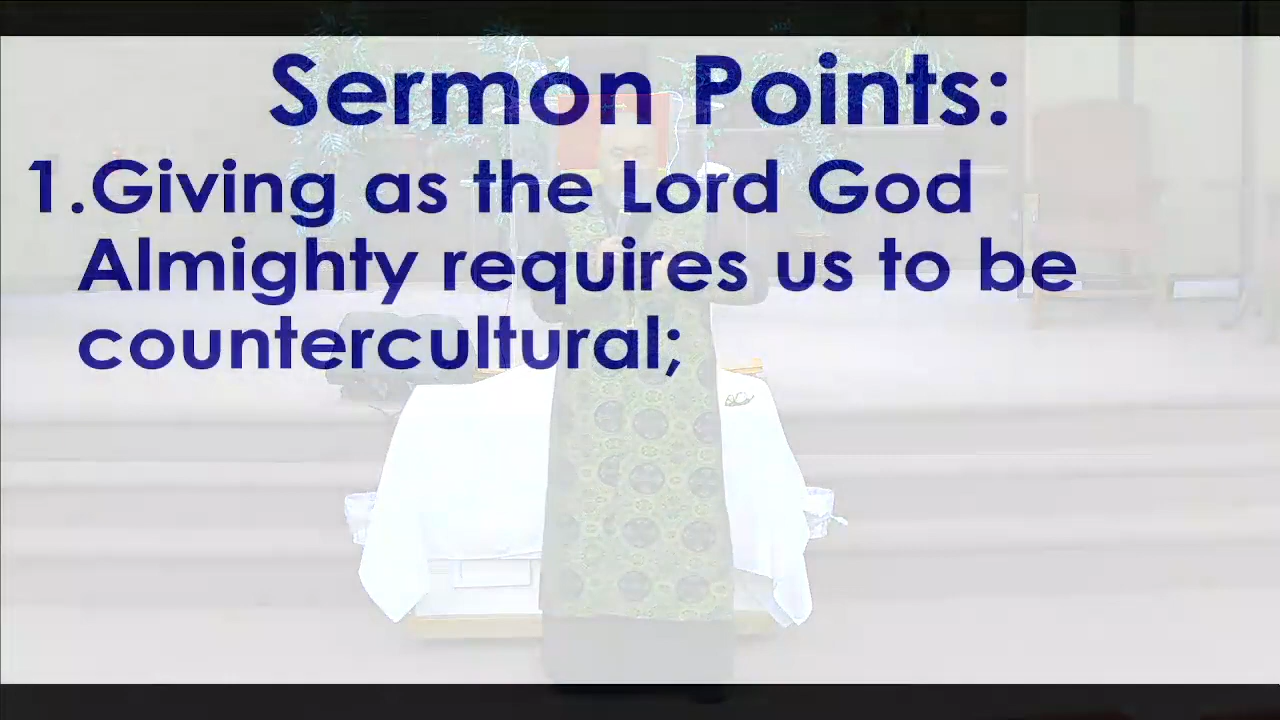 Sermon Points:
1.Giving as the Lord God
Almighty requires us to be
countercultural;